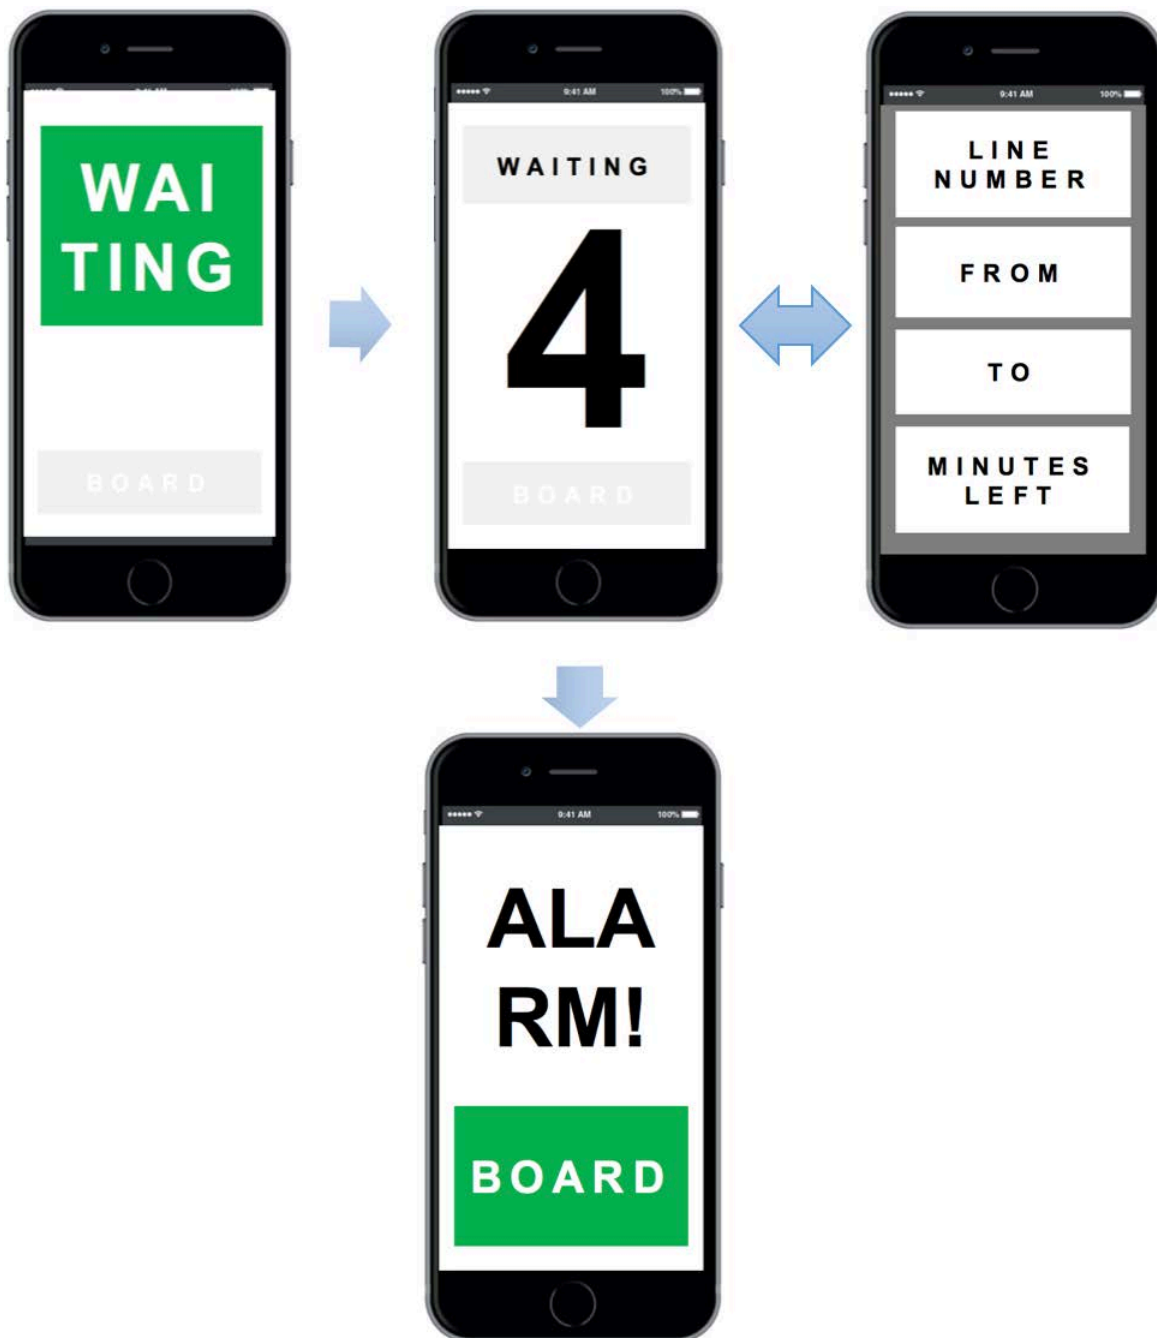 WAI
TING
BOARD
9:41 AM 100%
WAITING
4
BOARD
9:41 AM 100%
LINE
NUMBER
FROM
TO
MINUTES
LEFT
9:41 AM 100%
ALA
RM!
BOARD